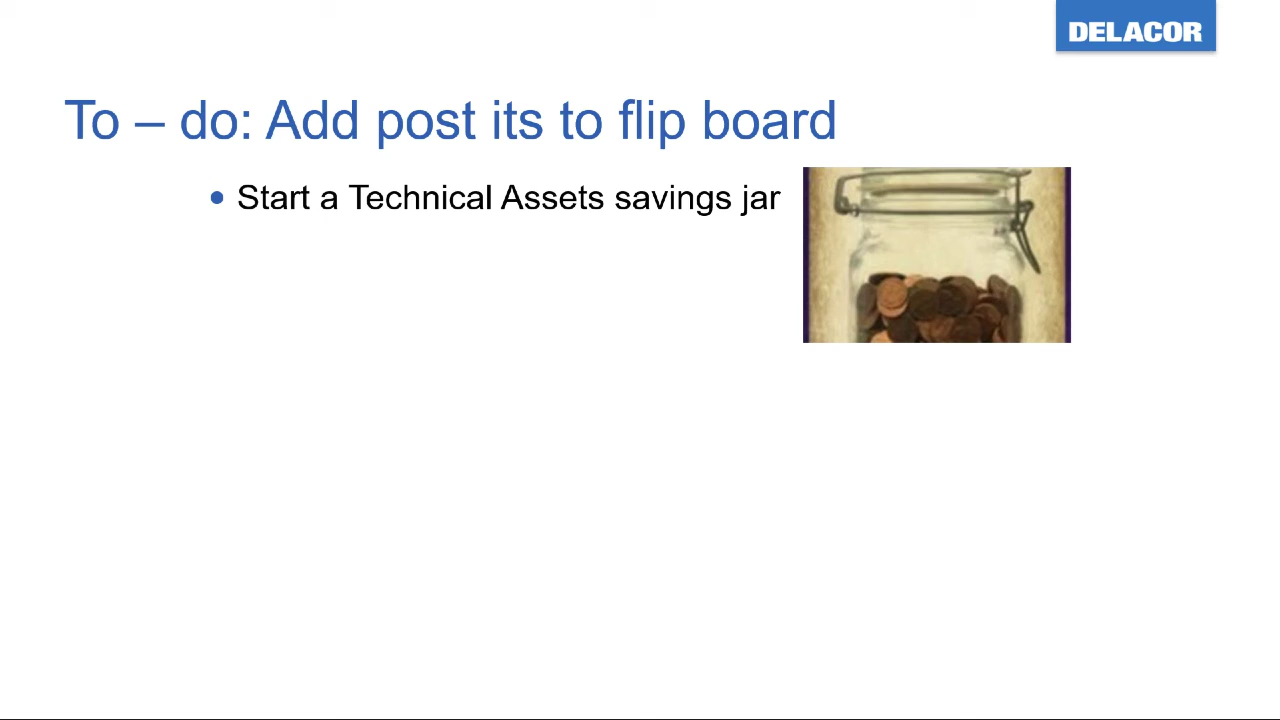 DELACOR
To – do: Add post its to flip board
• Start a Technical Assets savings jar